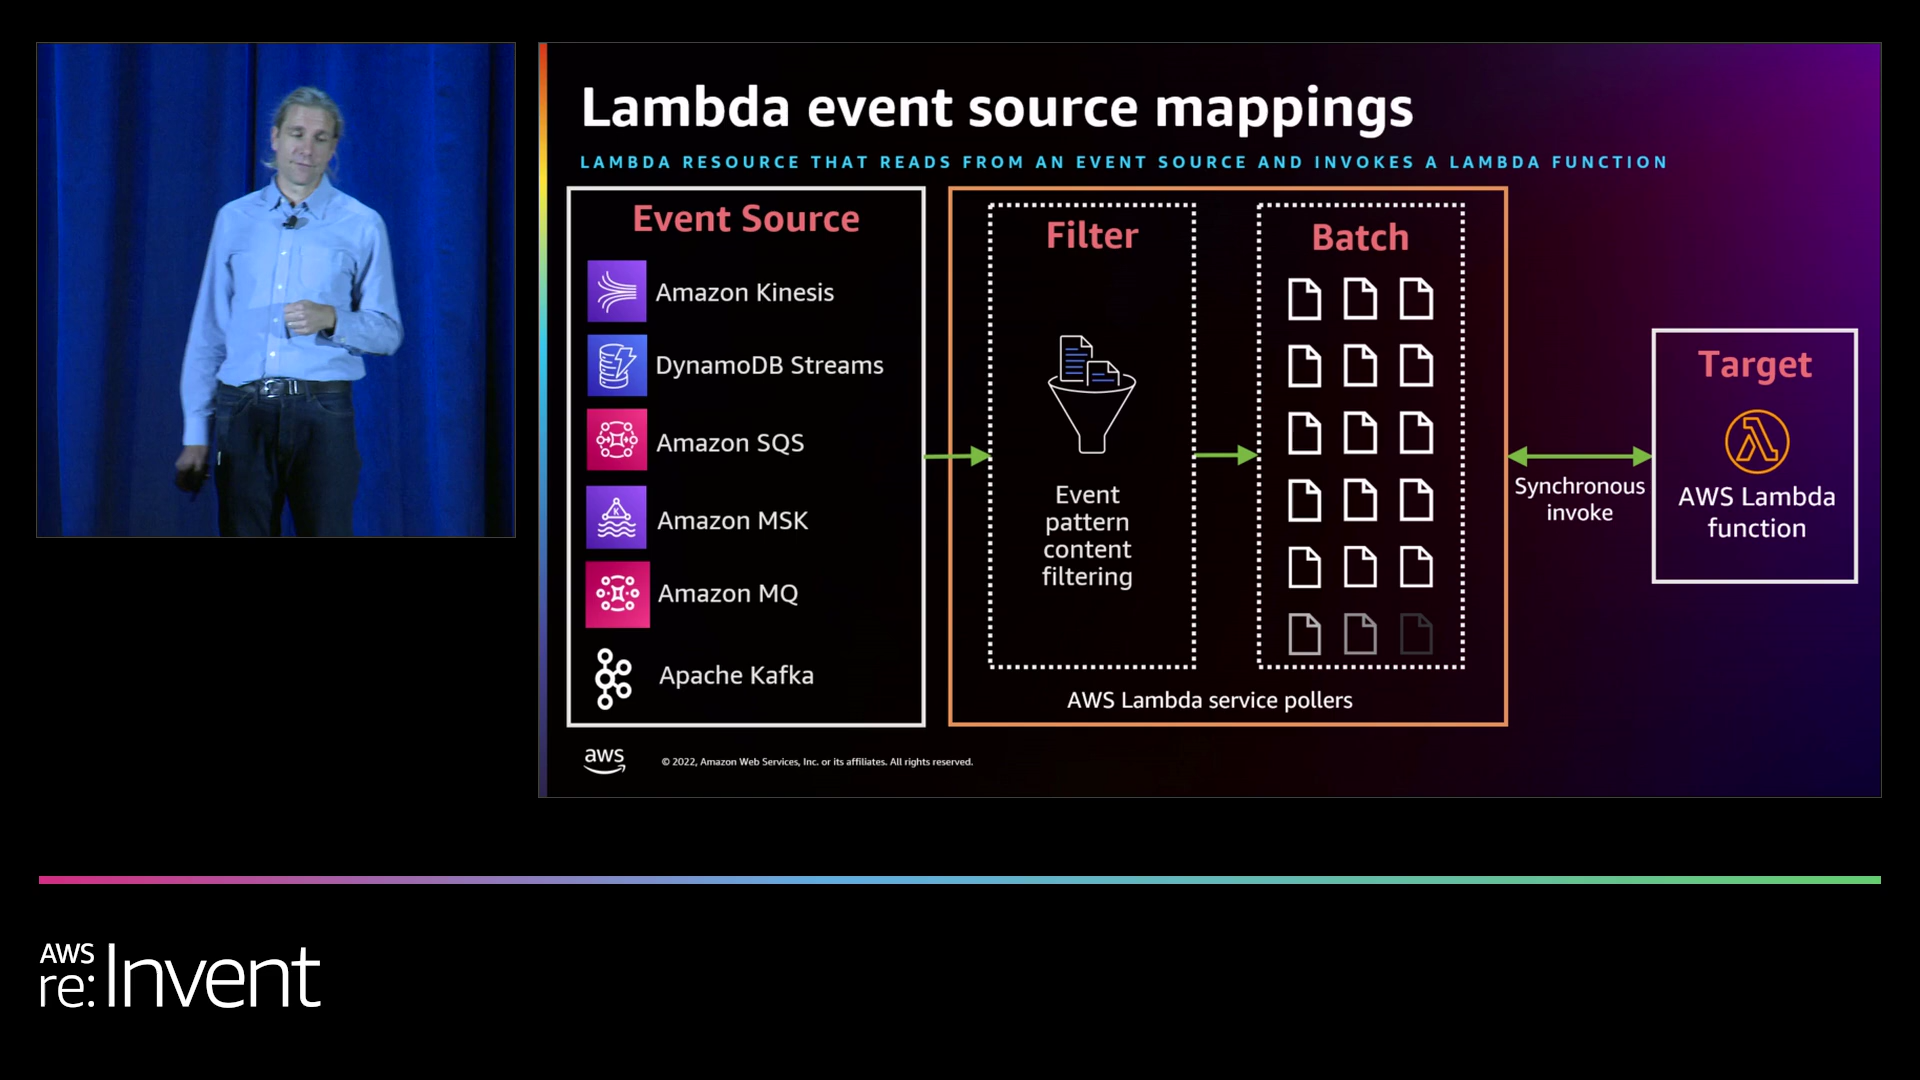 Lambda event source mappings
LAMBDA RESOURCE THAT READS FROM AN EVENT SOURCE AND INVOKES A LAMBDA FUNCTION
Event Source
Amazon Kinesis
DynamoDB Streams
Amazon SQS
K
Amazon MSK
Amazon MQ
Apache Kafka
Filter
Event
pattern
content
filtering
Batch
AWS Lambda service pollers
Synchronous
invoke
Target
AWS Lambda
function
aws
© 2022, Amazon Web Services, Inc. or its affiliates. All rights reserved.
AWS
re:Invent